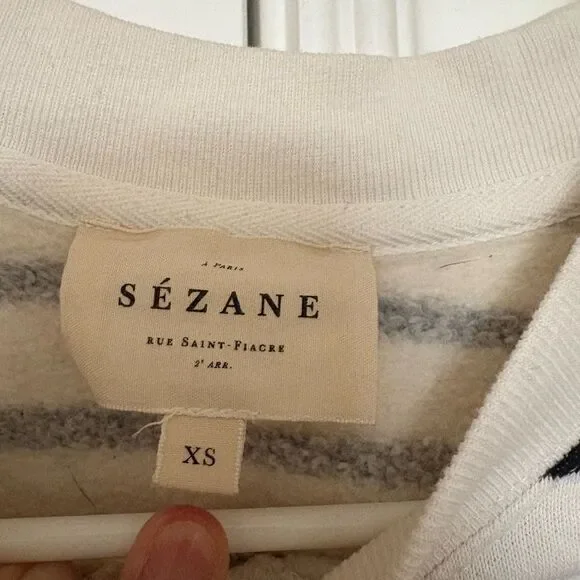 À PARIS
SÉZANE
RUE SAINT-FIACRE
2ᵉ ARR.
XS